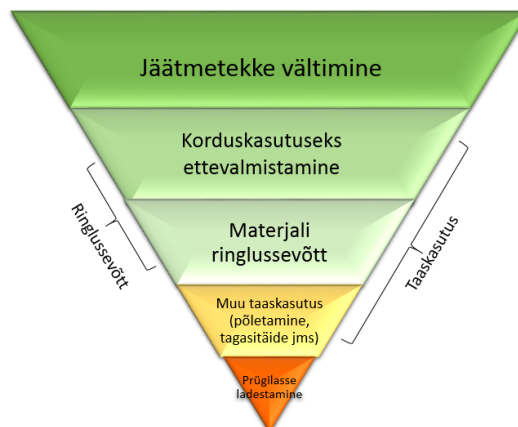 Jäätmetekke vältimine
Korduskasutuseks
ettevalmistamine
Ringlussevõtt
Materjali
ringlussevõtt
Taaskasutus
Muu taaskasutus
(põletamine,
tagasitäide jms)
Prügilasse
ladestamine